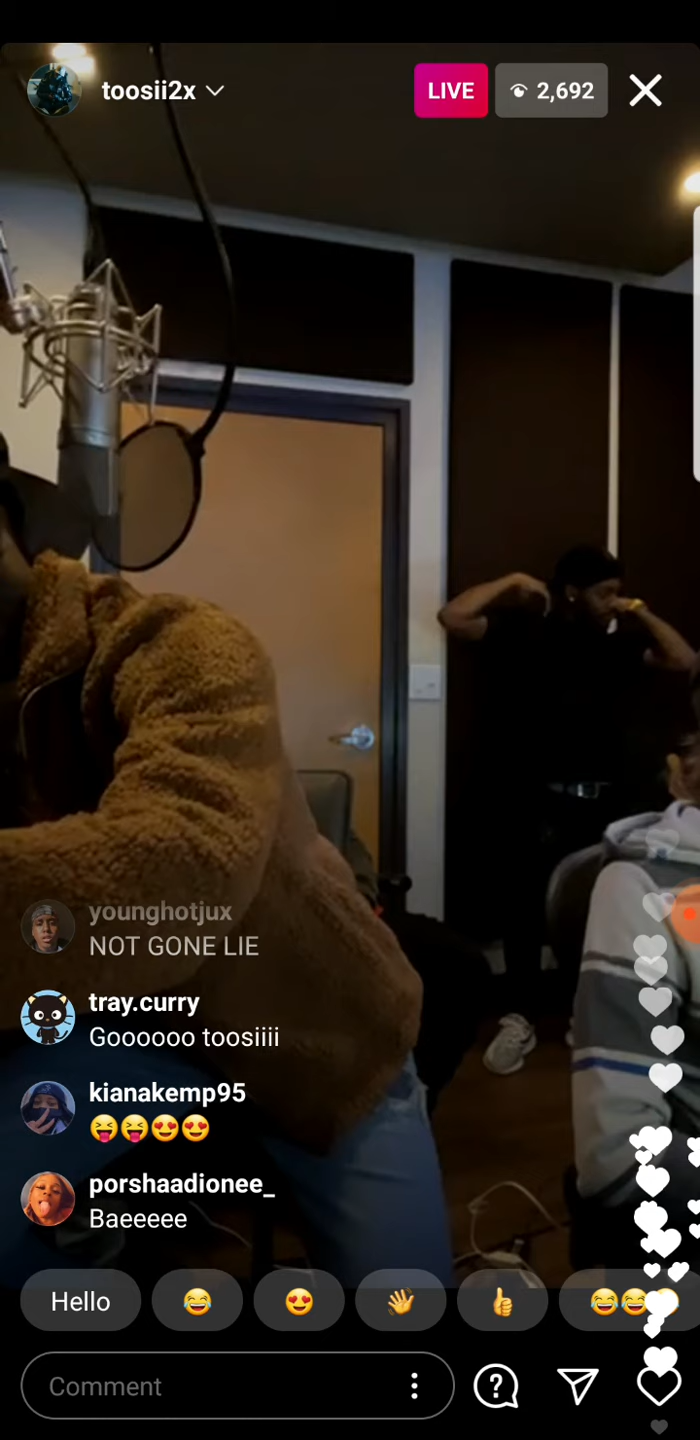 toosii2x
LIVE
2,692
younghotjux
NOT GONE LIE
tray.curry
Goooooo toosiiii
kianakemp95
😝😝😍😍
porshaadionee_
Baeeeee
Hello
Comment